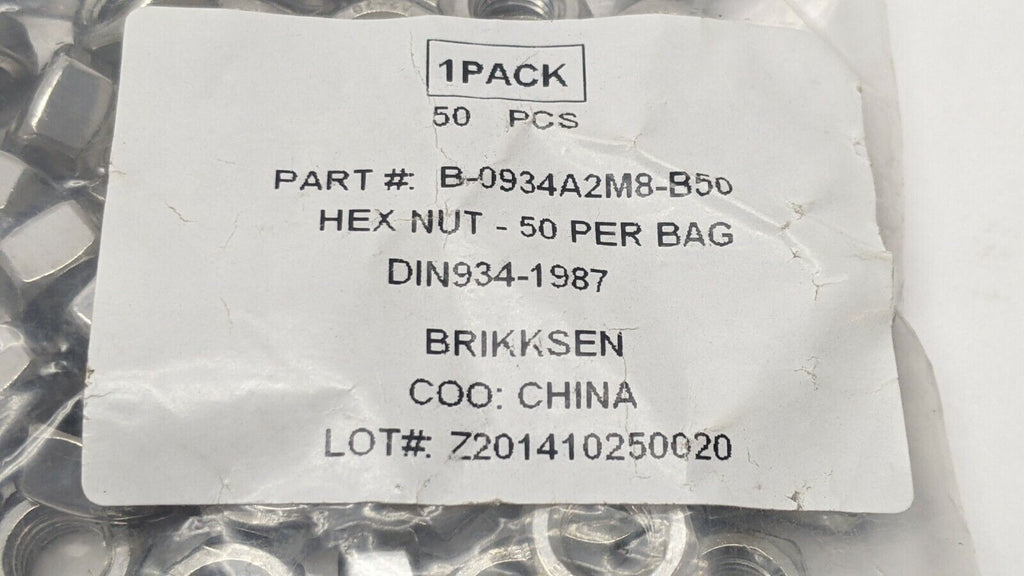 1PACK
50 PCS
PART #: B-0934A2M8-B50
HEX NUT - 50 PER BAG
DIN934-1987
BRIKKSEN
COO: CHINA
LOT#: Z201410250020